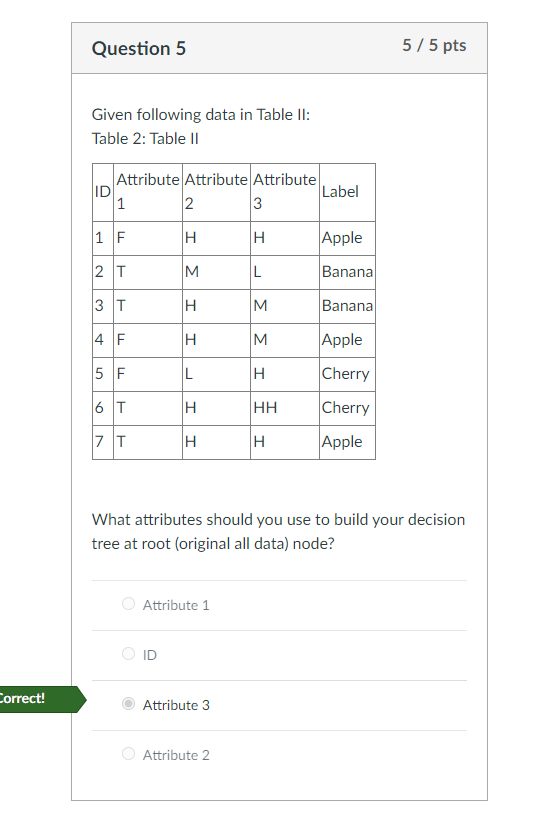 Question 5 5 / 5 pts
Given following data in Table II:
Table 2: Table II
ID Attribute 1 Attribute 2 Attribute 3 Label
1 F H H Apple
2 T M L Banana
3 T H M Banana
4 F H M Apple
5 F L H Cherry
6 T H HH Cherry
7 T H H Apple
What attributes should you use to build your decision
tree at root (original all data) node?
Attribute 1
ID
Correct! Attribute 3
Attribute 2